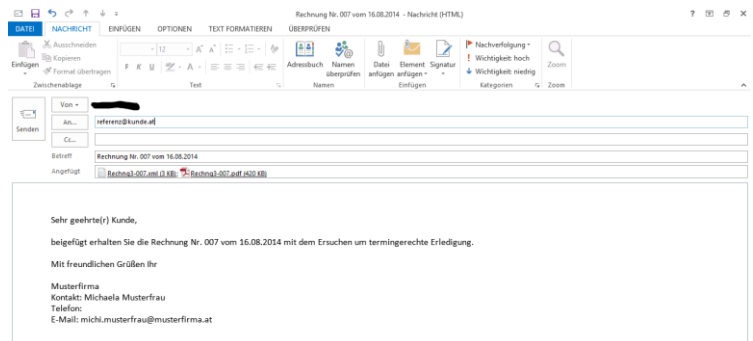 Rechnung Nr. 007 vom 16.08.2014 - Nachricht (HTML)
DATEI NACHRICHT EINFÜGEN OPTIONEN TEXT FORMATIEREN ÜBERPRÜFEN
Einfügen
Ausschneiden
Kopieren
Format übertragen
Zwischenablage
12
F K U
Text
Adressbuch
Namen überprüfen
Namen
Datei anfügen
Element anfügen
Signatur
Einfügen
Nachverfolgung
Wichtigkeit: hoch
Wichtigkeit: niedrig
Kategorien
Zoom
Zoom
Senden
Von
An... referenz@kunde.at
Cc...
Betreff Rechnung Nr. 007 vom 16.08.2014
Angefügt Rechng3-007.xml (3 KB); Rechng3-007.pdf (420 KB)
Sehr geehrte(r) Kunde,
beigefügt erhalten Sie die Rechnung Nr. 007 vom 16.08.2014 mit dem Ersuchen um termingerechte Erledigung.
Mit freundlichen Grüßen Ihr
Musterfirma
Kontakt: Michaela Musterfrau
Telefon:
E-Mail: michi.musterfrau@musterfirma.at